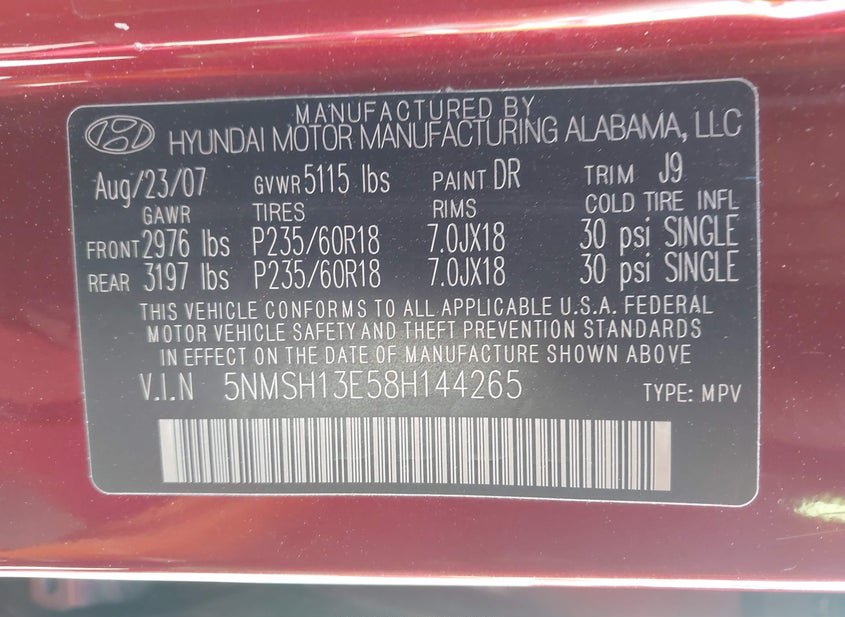 MANUFACTURED BY
HYUNDAI MOTOR MANUFACTURING ALABAMA, LLC
Aug/23/07 GVWR 5115 lbs PAINT DR TRIM J9
GAWR TIRES RIMS COLD TIRE INFL
FRONT 2976 lbs P235/60R18 7.0JX18 30 psi SINGLE
REAR 3197 lbs P235/60R18 7.0JX18 30 psi SINGLE
THIS VEHICLE CONFORMS TO ALL APPLICABLE U.S.A. FEDERAL
MOTOR VEHICLE SAFETY AND THEFT PREVENTION STANDARDS
IN EFFECT ON THE DATE OF MANUFACTURE SHOWN ABOVE
V.I.N 5NMSH13E58H144265 TYPE: MPV